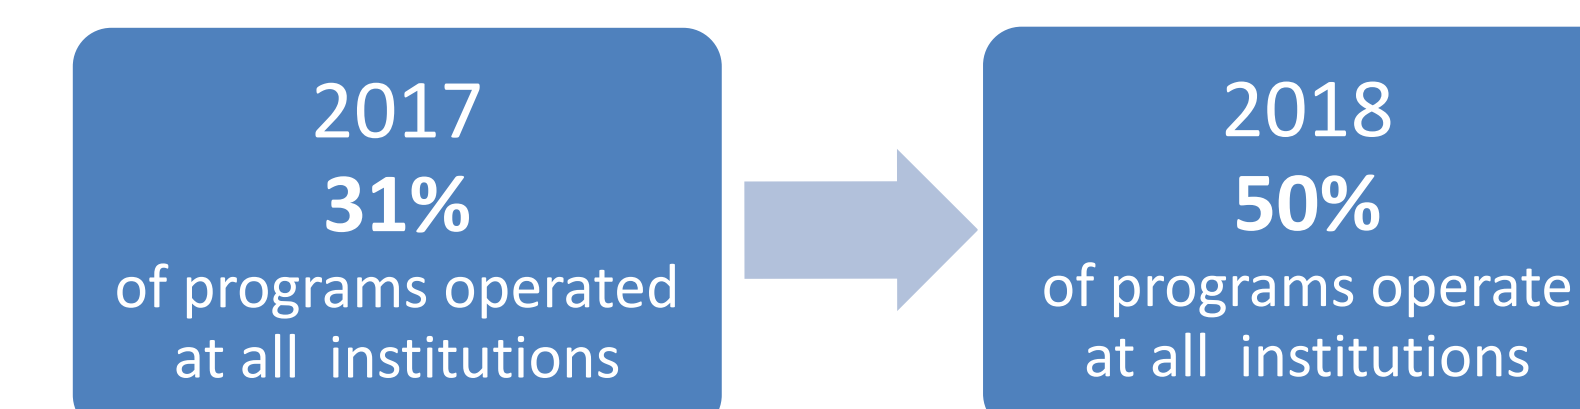 2017
31%
of programs operated
at all  institutions
2018
50%
of programs operate
at all  institutions